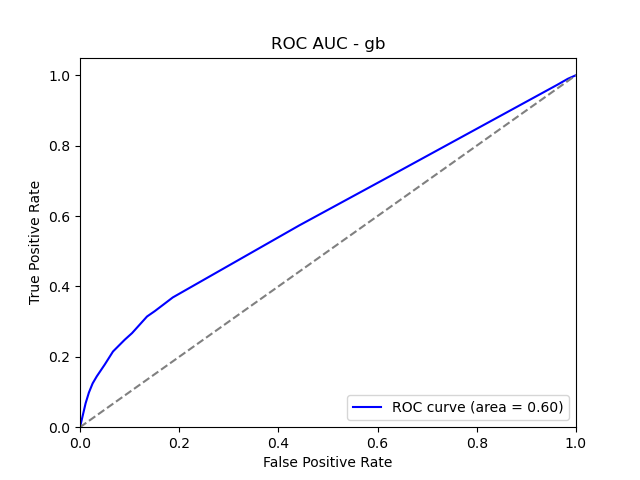 ROC AUC - gb
1.0
0.8
0.6
0.4
0.2
0.0
True Positive Rate
ROC curve (area = 0.60)
0.0 0.2 0.4 0.6 0.8 1.0
False Positive Rate